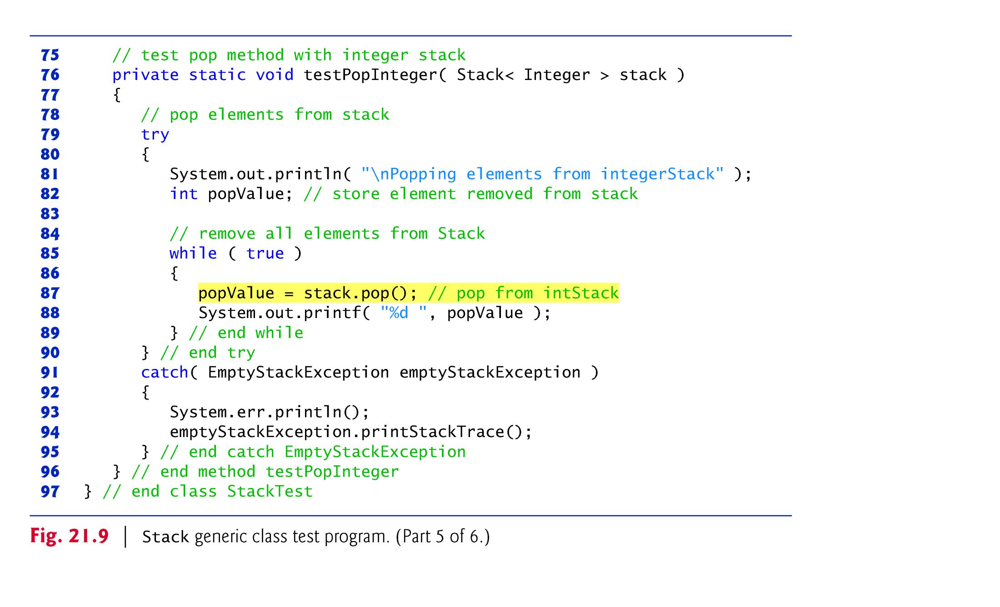 75 // test pop method with integer stack
76 private static void testPopInteger( Stack< Integer > stack )
77 {
78 // pop elements from stack
79 try
80 {
81 System.out.println( "\nPopping elements from integerStack" );
82 int popValue; // store element removed from stack
83
84 // remove all elements from Stack
85 while ( true )
86 {
87 popValue = stack.pop(); // pop from intStack
88 System.out.printf( "%d ", popValue );
89 } // end while
90 } // end try
91 catch( EmptyStackException emptyStackException )
92 {
93 System.err.println();
94 emptyStackException.printStackTrace();
95 } // end catch EmptyStackException
96 } // end method testPopInteger
97 } // end class StackTest
Fig. 21.9 | Stack generic class test program. (Part 5 of 6.)